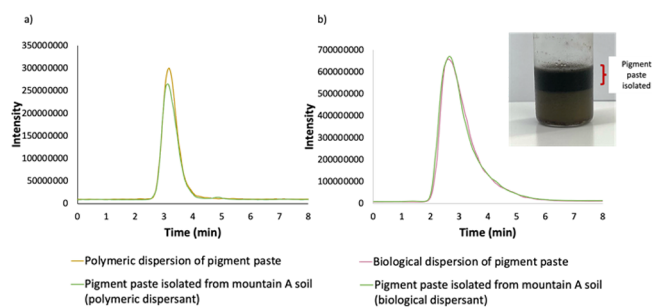 a)
350000000
300000000
250000000
200000000
150000000
100000000
50000000
0
Intensity
0 1 2 3 4 5 6 7 8
Time (min)
Polymeric dispersion of pigment paste
Pigment paste isolated from mountain A soil
(polymeric dispersant)
b)
700000000
600000000
500000000
400000000
300000000
200000000
100000000
0
Intensity
0 1 2 3 4 5 6 7 8
Time (min)
Pigment
paste
isolated
Biological dispersion of pigment paste
Pigment paste isolated from mountain A soil
(biological dispersant)